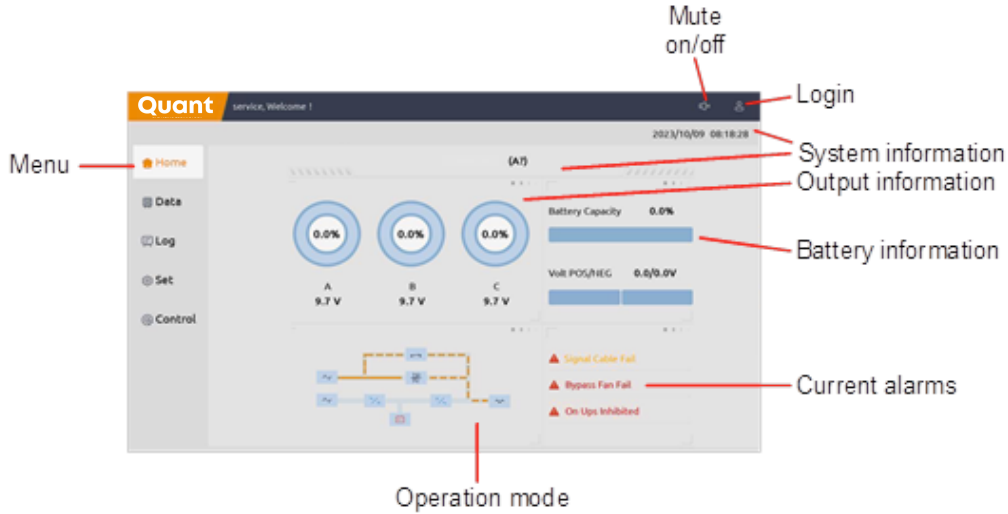 Mute
on/off
Quant
service, Welcome !
Login
2023/10/09 08:18:28
Menu
Home
(A?)
System information
Output information
Data
Battery Capacity 0.0%
0.0% 0.0% 0.0%
Log
Battery information
Set
Volt POS/NEG 0.0/0.0V
A B C
9.7 V 9.7 V 9.7 V
Control
Signal Cable Fail
Bypass Fan Fail
Current alarms
On Ups Inhibited
Operation mode